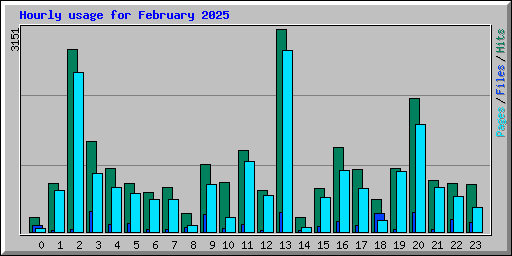 Hourly usage for February 2025
3151
Pages/Files/Hits
0 1 2 3 4 5 6 7 8 9 10 11 12 13 14 15 16 17 18 19 20 21 22 23